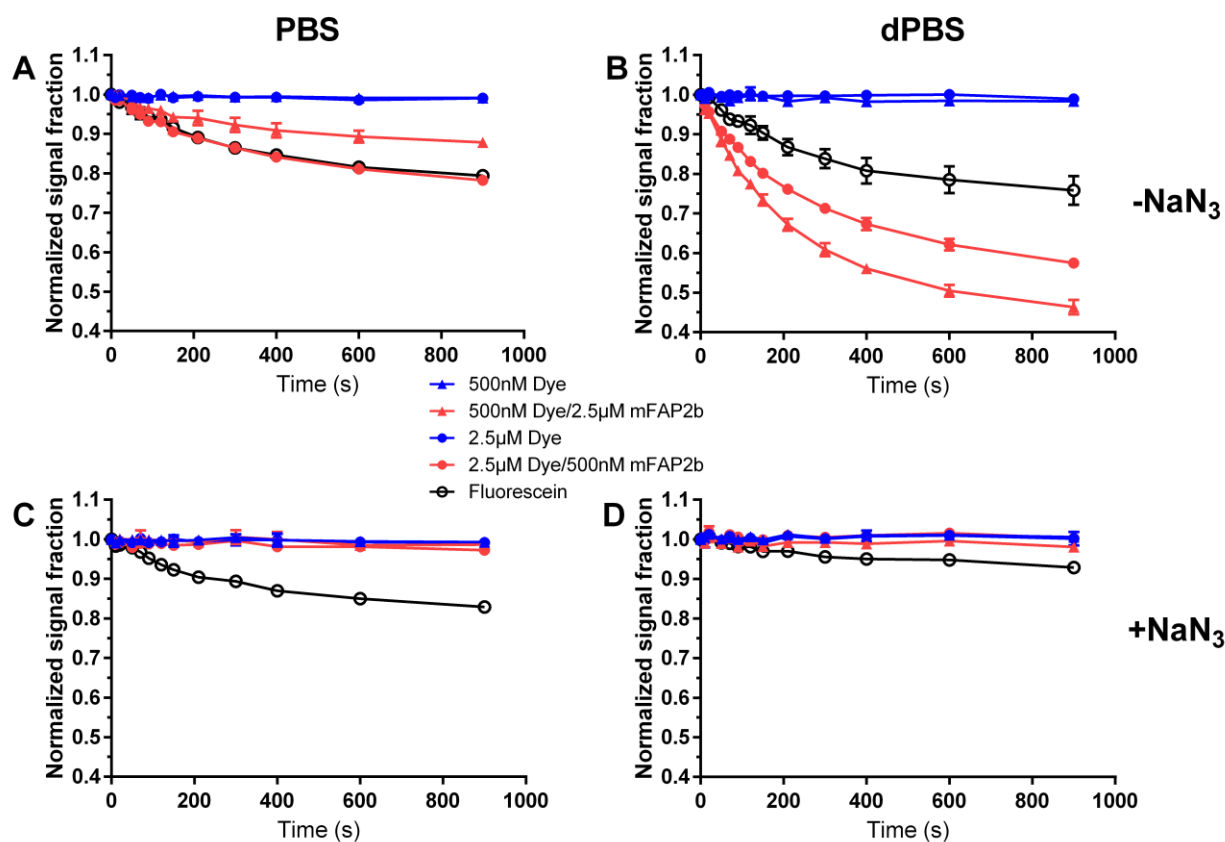 PBS
dPBS
A
1.1
1.0
0.9
0.8
0.7
0.6
0.5
0.4
Normalized signal fraction
0 200 400 600 800 1000
Time (s)
B
1.1
1.0
0.9
0.8
0.7
0.6
0.5
0.4
Normalized signal fraction
0 200 400 600 800 1000
Time (s)
-NaN₃
500nM Dye
500nM Dye/2.5µM mFAP2b
2.5µM Dye
2.5µM Dye/500nM mFAP2b
Fluorescein
C
1.1
1.0
0.9
0.8
0.7
0.6
0.5
0.4
Normalized signal fraction
0 200 400 600 800 1000
Time (s)
D
1.1
1.0
0.9
0.8
0.7
0.6
0.5
0.4
Normalized signal fraction
0 200 400 600 800 1000
Time (s)
+NaN₃